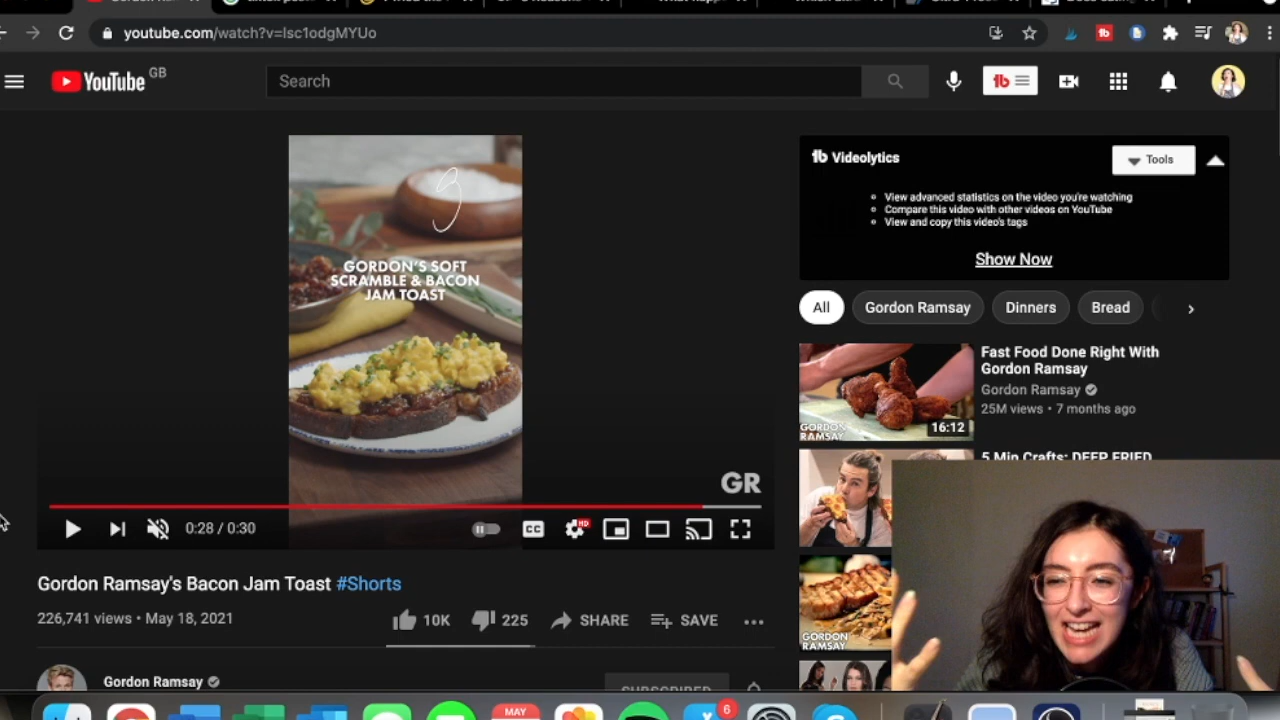 youtube.com/watch?v=lsc1odgMYUo
YouTube GB
Search
tb
tb Videolytics
Tools
View advanced statistics on the video you're watching
Compare this video with other videos on YouTube
View and copy this video's tags
Show Now
GORDON'S SOFT
SCRAMBLE & BACON
JAM TOAST
GR
0:28 / 0:30
CC
HD
All
Gordon Ramsay
Dinners
Bread
Fast Food Done Right With
Gordon Ramsay
Gordon Ramsay
25M views • 7 months ago
GORDON
RAMSAY
16:12
5 Min Crafts: DEEP FRIED
GORDON
RAMSAY
Gordon Ramsay's Bacon Jam Toast #Shorts
226,741 views • May 18, 2021
10K
225
SHARE
SAVE
Gordon Ramsay
SUBSCRIBED
MAY
6